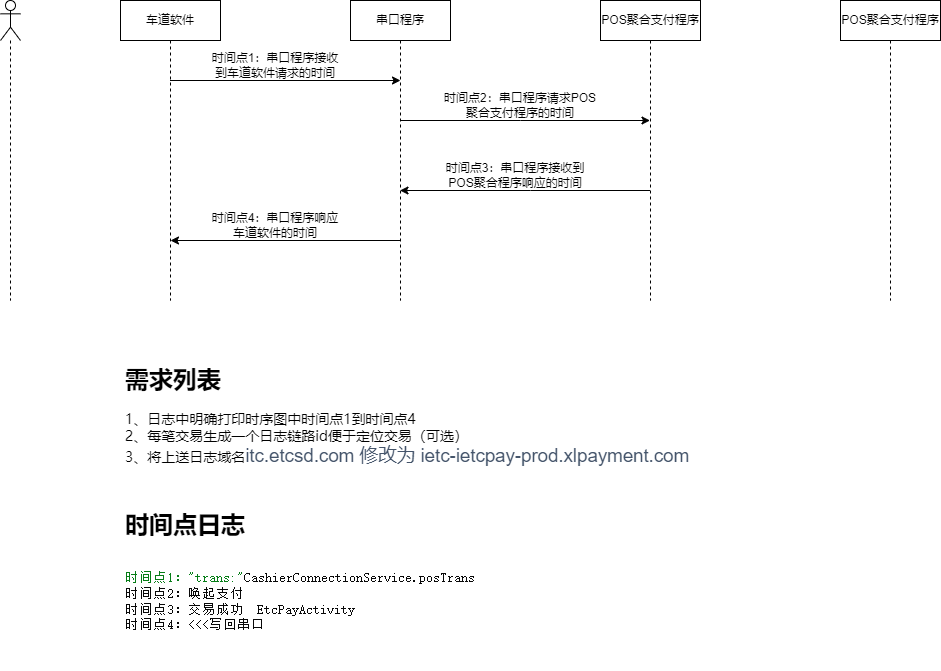 车道软件
串口程序
POS聚合支付程序
POS聚合支付程序
时间点1：串口程序接收
到车道软件请求的时间
时间点2：串口程序请求POS
聚合支付程序的时间
时间点3：串口程序接收到
POS聚合程序响应的时间
时间点4：串口程序响应
车道软件的时间
需求列表
1、日志中明确打印时序图中时间点1到时间点4
2、每笔交易生成一个日志链路id便于定位交易（可选）
3、将上送日志域名itc.etcsd.com 修改为 ietc-ietcpay-prod.xlpayment.com
时间点日志
时间点1："trans:"CashierConnectionService.posTrans
时间点2：唤起支付
时间点3：交易成功 EtcPayActivity
时间点4：<<<写回串口